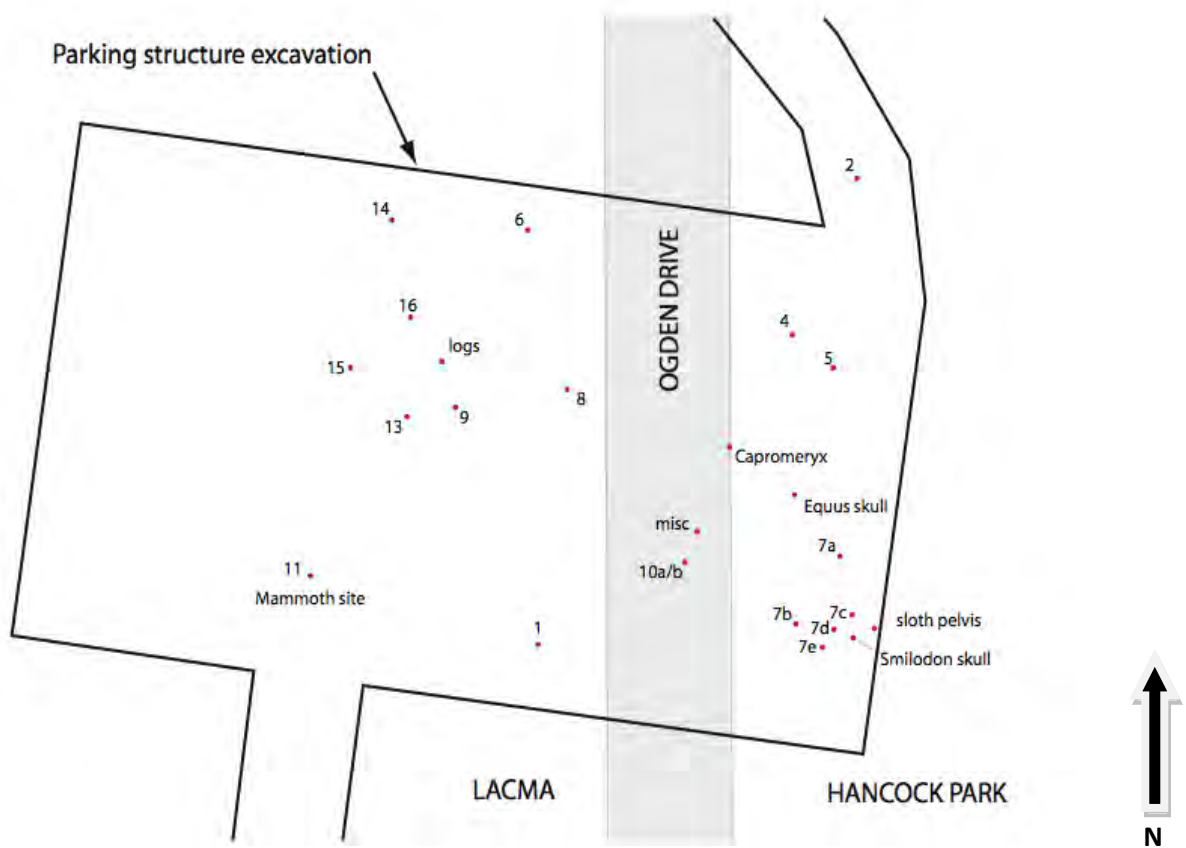 Parking structure excavation
2
14
6
OGDEN DRIVE
16
4
logs
15
5
8
9
13
Capromeryx
Equus skull
misc
7a
11
10a/b
Mammoth site
7b
7c
sloth pelvis
1
7d
7e
Smilodon skull
LACMA
HANCOCK PARK
N